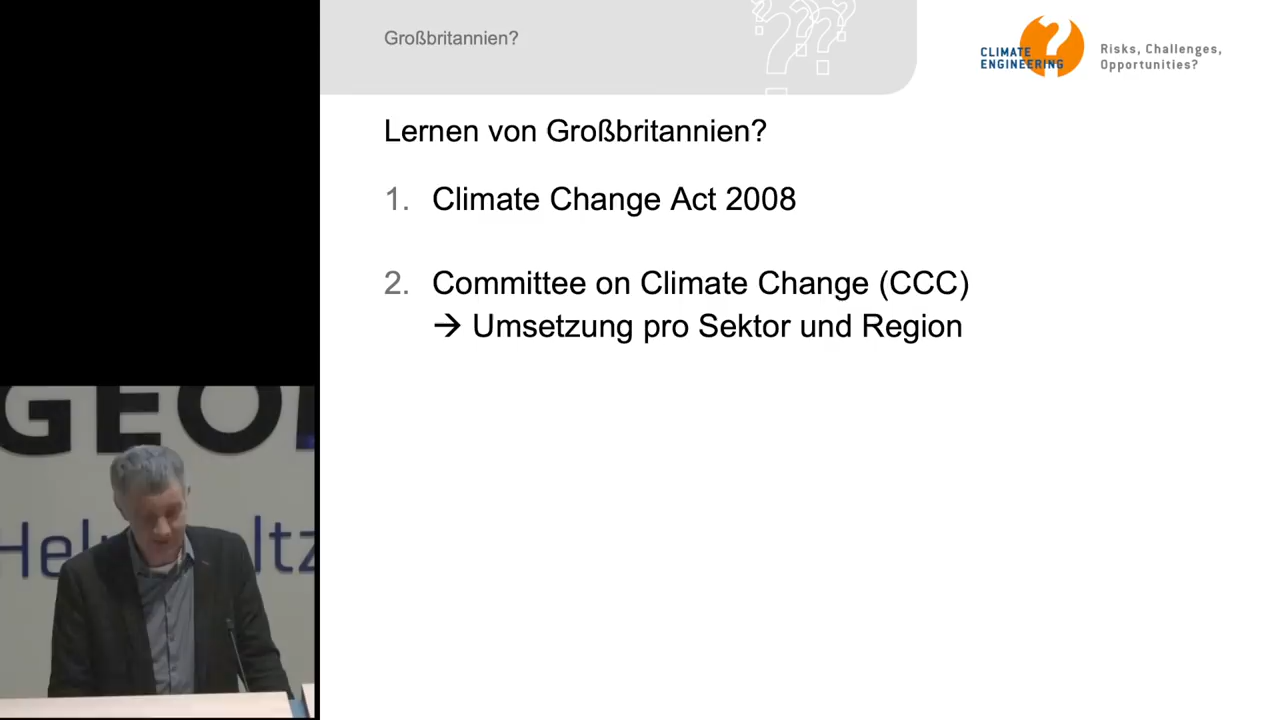 Großbritannien?
CLIMATE
ENGINEERING
Risks, Challenges,
Opportunities?
Lernen von Großbritannien?
1. Climate Change Act 2008
2. Committee on Climate Change (CCC)
→ Umsetzung pro Sektor und Region
GEO
Hel ltz